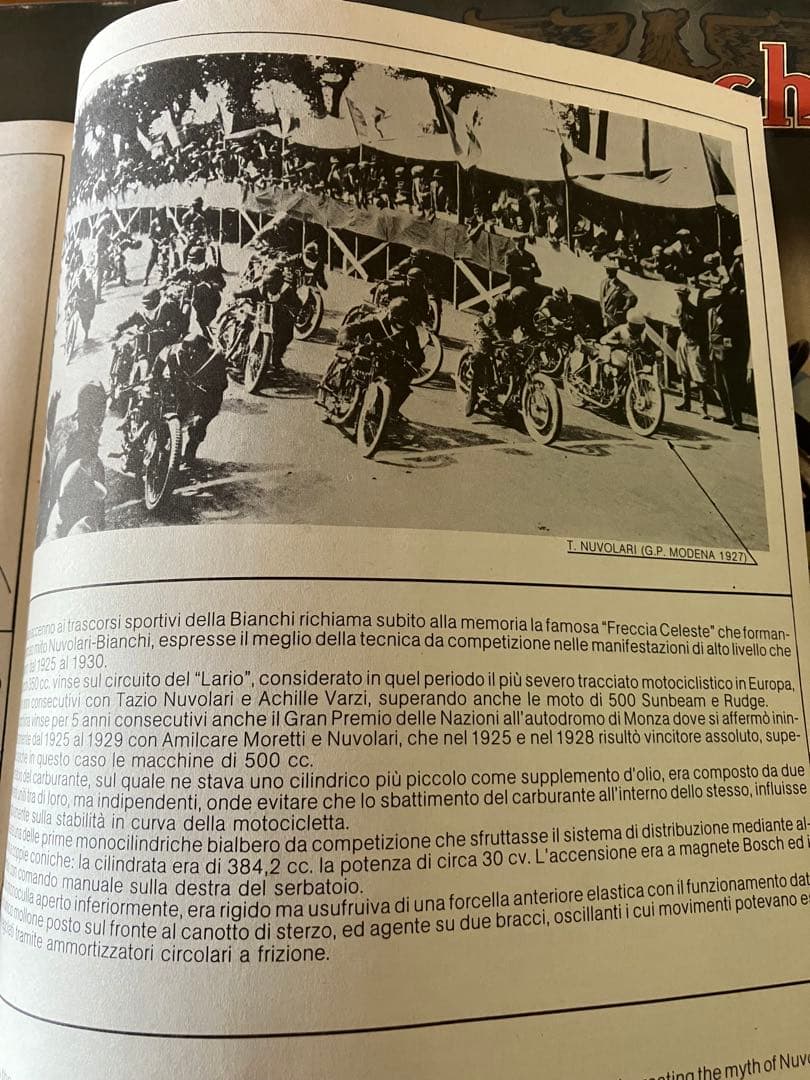 ch
T. NUVOLARI (G.P. MODENA 1927)
ai trascorsi sportivi della Bianchi richiama subito alla memoria la famosa "Freccia Celeste" che forman-
mito Nuvolari-Bianchi, espresse il meglio della tecnica da competizione nelle manifestazioni di alto livello che
dal 1925 al 1930.
350 cc. vinse sul circuito del "Lario", considerato in quel periodo il più severo tracciato motociclistico in Europa,
consecutivi con Tazio Nuvolari e Achille Varzi, superando anche le moto di 500 Sunbeam e Rudge.
vinse per 5 anni consecutivi anche il Gran Premio delle Nazioni all'autodromo di Monza dove si affermò inin-
dal 1925 al 1929 con Amilcare Moretti e Nuvolari, che nel 1925 e nel 1928 risultò vincitore assoluto, supe-
in questo caso le macchine di 500 cc.
del carburante, sul quale ne stava uno cilindrico più piccolo come supplemento d'olio, era composto da due
tra di loro, ma indipendenti, onde evitare che lo sbattimento del carburante all'interno dello stesso, influisse
sulla stabilità in curva della motocicletta.
delle prime monocilindriche bialbero da competizione che sfruttasse il sistema di distribuzione mediante al-
coppie coniche: la cilindrata era di 384,2 cc. la potenza di circa 30 cv. L'accensione era a magnete Bosch ed i
comando manuale sulla destra del serbatoio.
aperto inferiormente, era rigido ma usufruiva di una forcella anteriore elastica con il funzionamento dat
mollone posto sul fronte al canotto di sterzo, ed agente su due bracci, oscillanti i cui movimenti potevano e
tramite ammortizzatori circolari a frizione.
the myth of Nuv